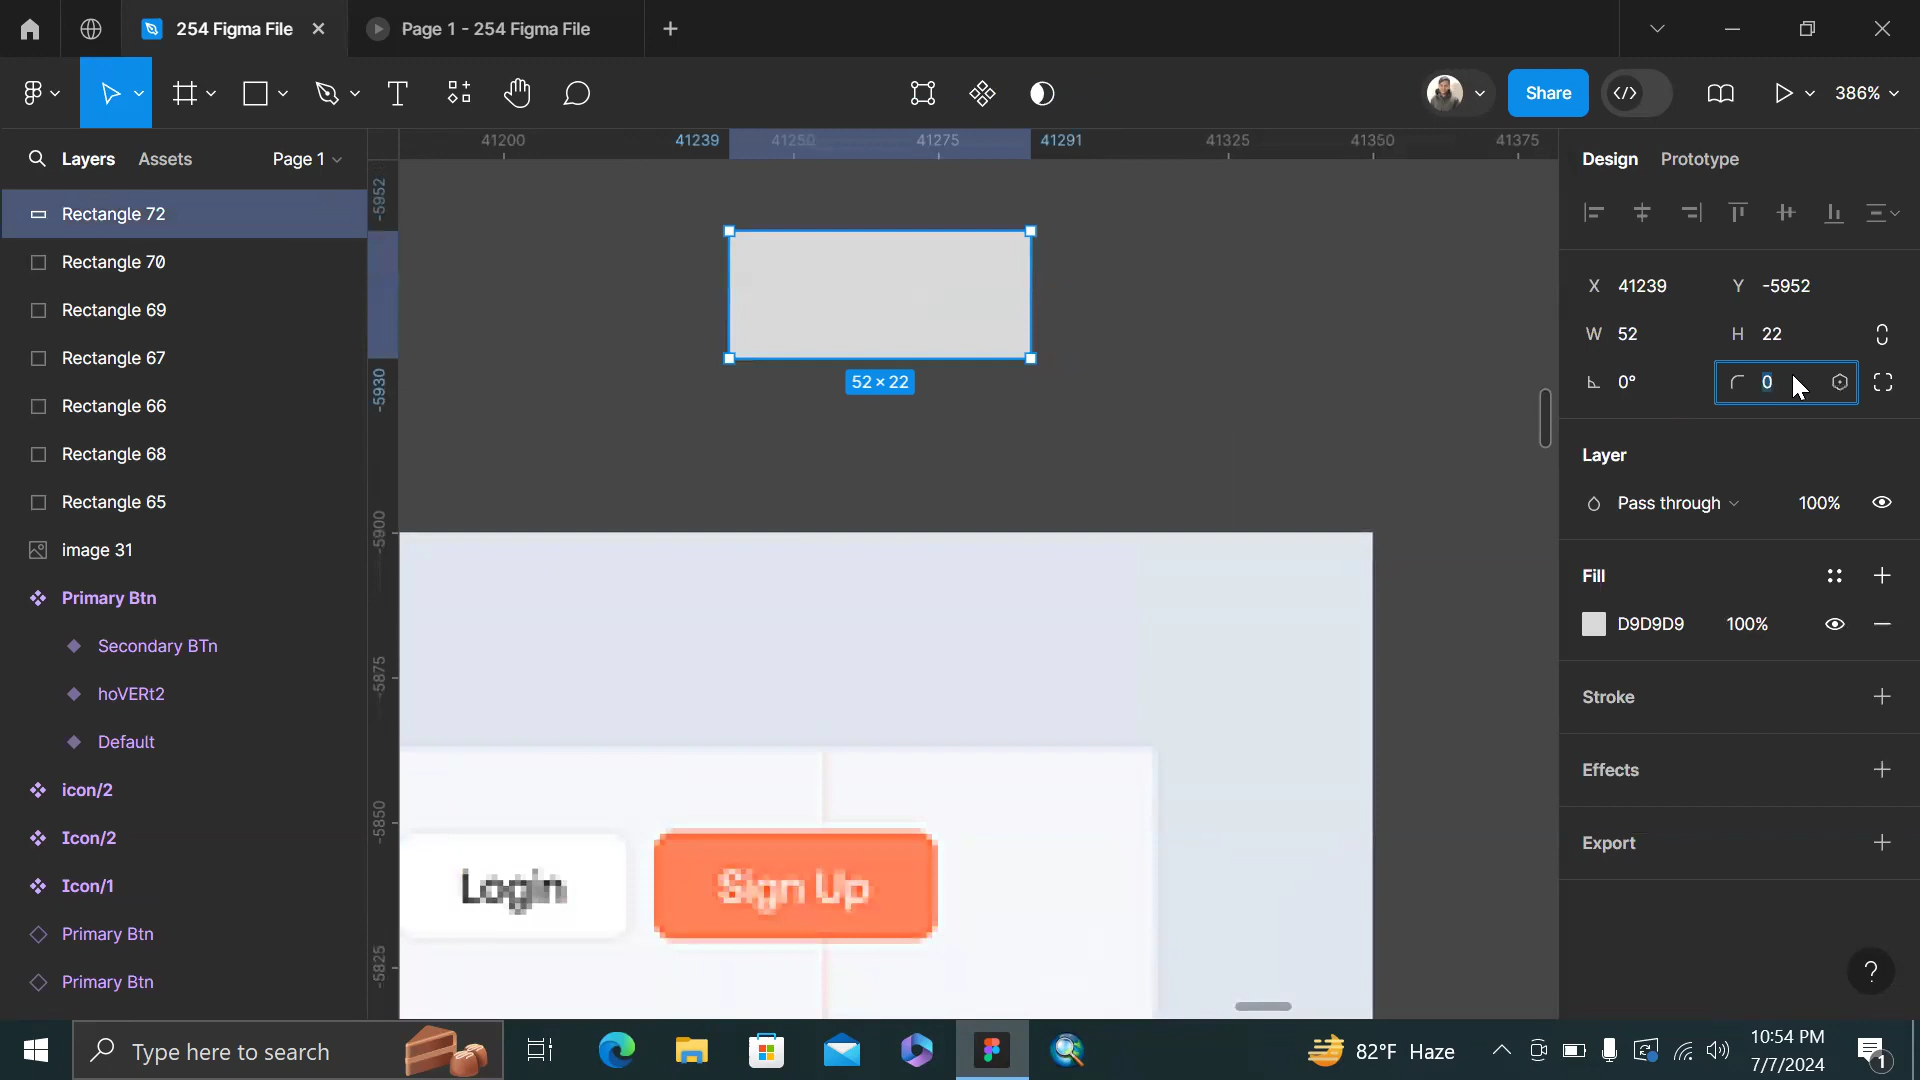 254 Figma File
Page 1 - 254 Figma File
Share
386%
Layers
Assets
Page 1
41200
41239
41250
41275
41291
41325
41350
41375
Design
Prototype
Rectangle 72
Rectangle 70
Rectangle 69
Rectangle 67
Rectangle 66
Rectangle 68
Rectangle 65
image 31
Primary Btn
Secondary BTn
hoVERt2
Default
icon/2
Icon/2
Icon/1
Primary Btn
Primary Btn
-5952
-5930
-5900
-5875
-5850
-5825
52 × 22
Login
Sign Up
X 41239
Y -5952
W 52
H 22
0°
0
Layer
Pass through
100%
Fill
D9D9D9
100%
Stroke
Effects
Export
?
Type here to search
82°F Haze
10:54 PM
7/7/2024
1